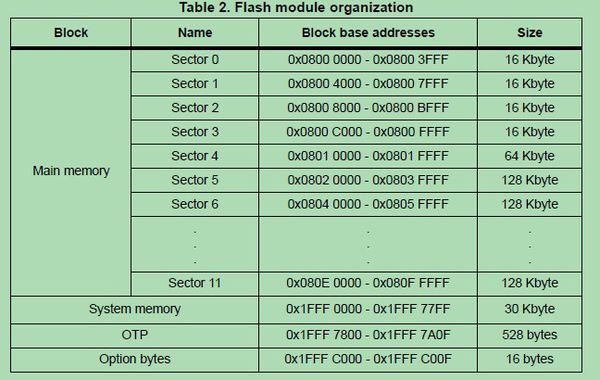 Table 2. Flash module organization
Block Name Block base addresses Size
Main memory
Sector 0 0x0800 0000 - 0x0800 3FFF 16 Kbyte
Sector 1 0x0800 4000 - 0x0800 7FFF 16 Kbyte
Sector 2 0x0800 8000 - 0x0800 BFFF 16 Kbyte
Sector 3 0x0800 C000 - 0x0800 FFFF 16 Kbyte
Sector 4 0x0801 0000 - 0x0801 FFFF 64 Kbyte
Sector 5 0x0802 0000 - 0x0803 FFFF 128 Kbyte
Sector 6 0x0804 0000 - 0x0805 FFFF 128 Kbyte
. . .
. . .
. . .
Sector 11 0x080E 0000 - 0x080F FFFF 128 Kbyte
System memory 0x1FFF 0000 - 0x1FFF 77FF 30 Kbyte
OTP 0x1FFF 7800 - 0x1FFF 7A0F 528 bytes
Option bytes 0x1FFF C000 - 0x1FFF C00F 16 bytes